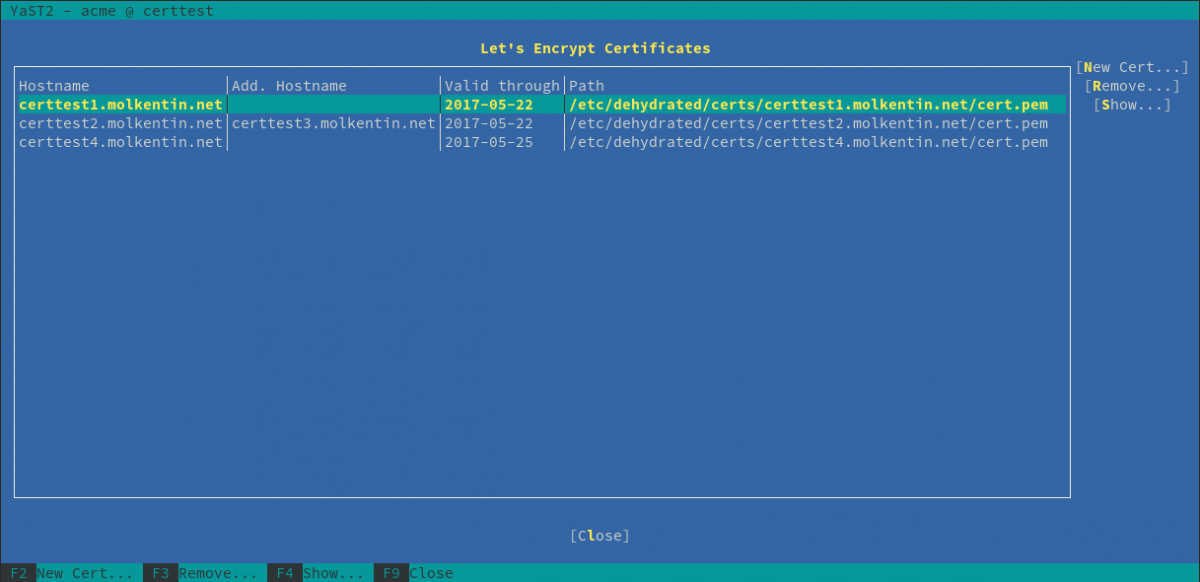 YaST2 - acme @ certtest
Let's Encrypt Certificates
Hostname Add. Hostname Valid through Path
certtest1.molkentin.net 2017-05-22 /etc/dehydrated/certs/certtest1.molkentin.net/cert.pem
certtest2.molkentin.net certtest3.molkentin.net 2017-05-22 /etc/dehydrated/certs/certtest2.molkentin.net/cert.pem
certtest4.molkentin.net 2017-05-25 /etc/dehydrated/certs/certtest4.molkentin.net/cert.pem
[New Cert...]
[Remove...]
[Show...]
[Close]
F2 New Cert... F3 Remove... F4 Show... F9 Close